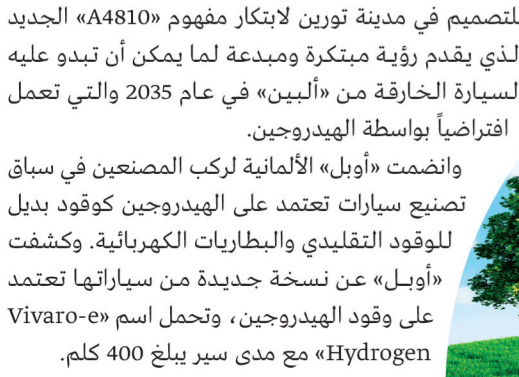 للتصميم في مدينة تورين لابتكار مفهوم «A4810» الجديد
لذي يقدم رؤية مبتكرة ومبدعة لما يمكن أن تبدو عليه
لسيارة الخارقة من «ألبين» في عام 2035 والتي تعمل
افتراضياً بواسطة الهيدروجين.
وانضمت «أوبل» الألمانية لركب المصنعين في سباق
تصنيع سيارات تعتمد على الهيدروجين كوقود بديل
للوقود التقليدي والبطاريات الكهربائية. وكشفت
«أوبـل» عن نسخة جديدة من سياراتها تعتمد
على وقود الهيدروجين، وتحمل اسم «Vivaro-e
Hydrogen» مع مدى سير يبلغ 400 كلم.